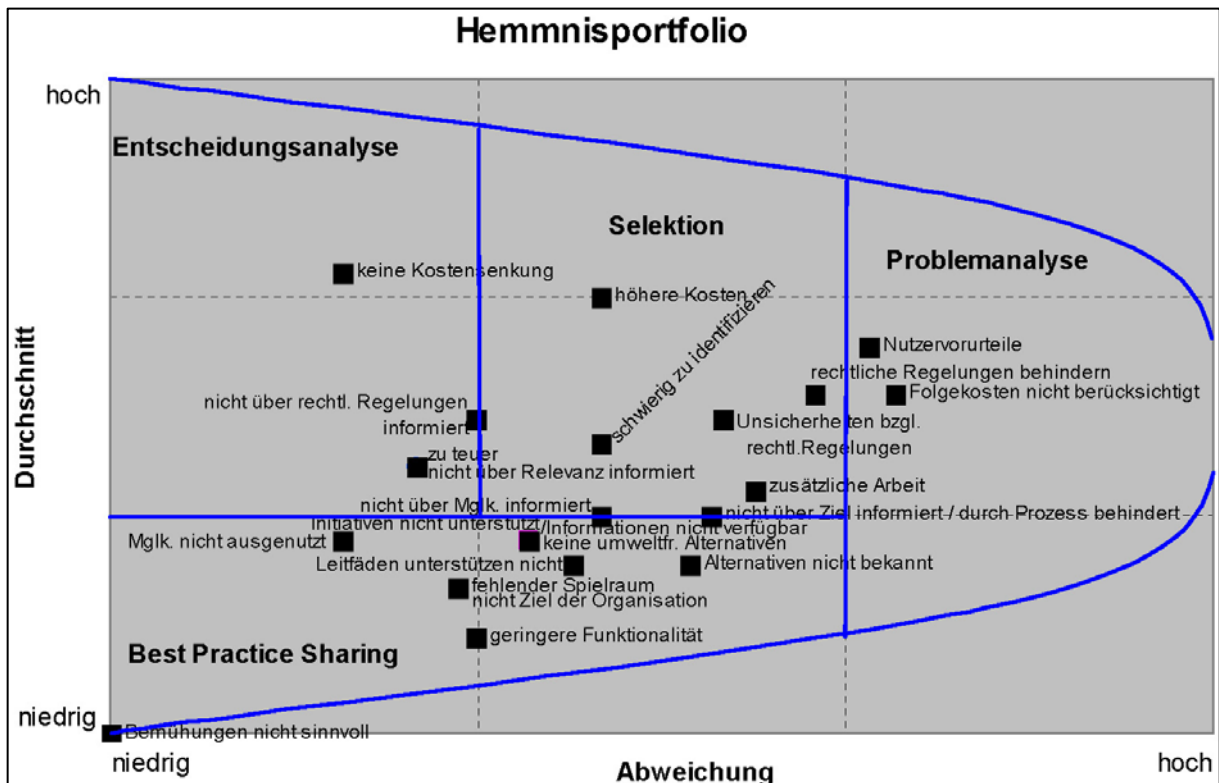 Hemmnisportfolio
hoch
Entscheidungsanalyse
Selektion
Problemanalyse
keine Kostensenkung
höhere Kosten
schwierig zu identifizieren
Nutzervorurteile
rechtliche Regelungen behindern
Folgekosten nicht berücksichtigt
nicht über rechtl. Regelungen
informiert
Unsicherheiten bzgl.
rechtl.Regelungen
zu teuer
nicht über Relevanz informiert
zusätzliche Arbeit
nicht über Mglk. informiert
nicht über Ziel informiert / durch Prozess behindert
Initiativen nicht unterstützt/Informationen nicht verfügbar
Mglk. nicht ausgenutzt
keine umweltfr. Alternativen
Leitfäden unterstützen nicht
Alternativen nicht bekannt
fehlender Spielraum
nicht Ziel der Organisation
geringere Funktionalität
Best Practice Sharing
niedrig
Bemühungen nicht sinnvoll
Durchschnitt
niedrig
Abweichung
hoch